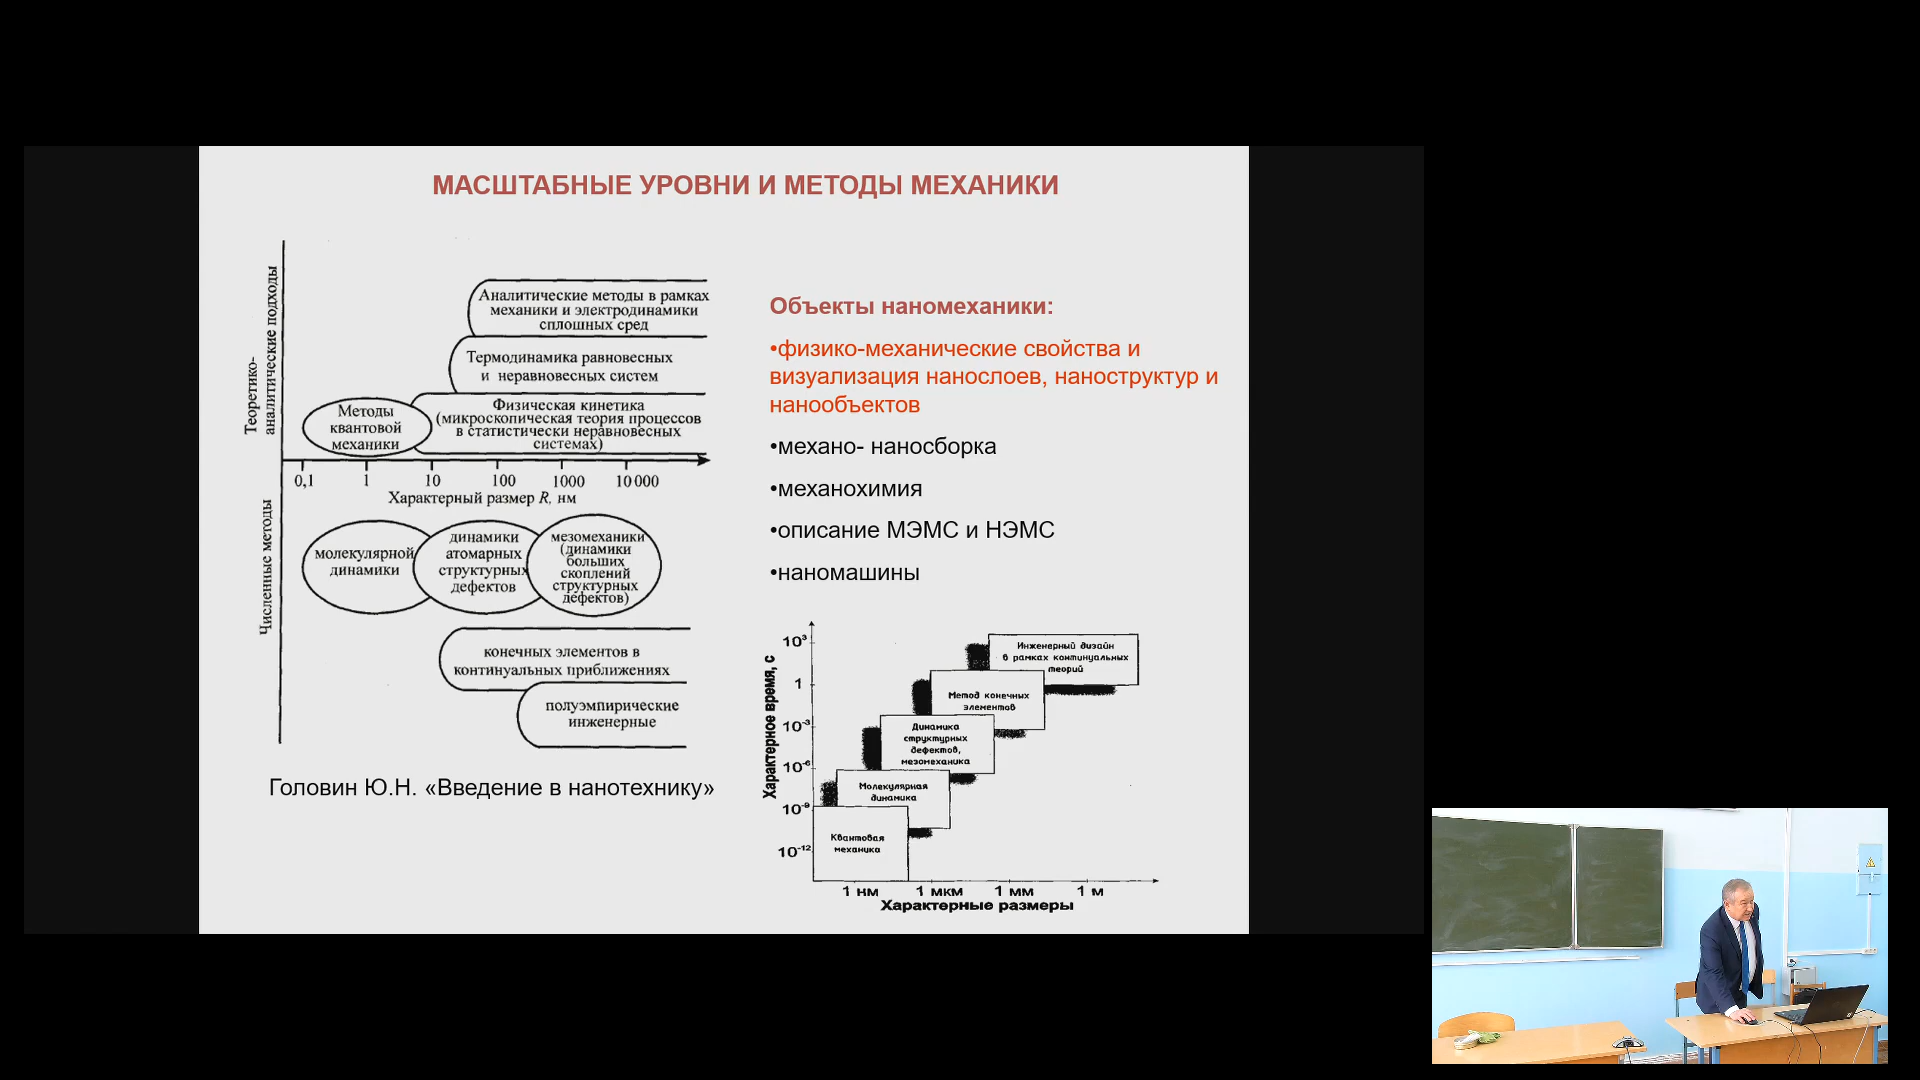 МАСШТАБНЫЕ УРОВНИ И МЕТОДЫ МЕХАНИКИ
Теоретико-
аналитические подходы
Аналитические методы в рамках
механики и электродинамики
сплошных сред
Термодинамика равновесных
и неравновесных систем
Методы
квантовой
механики
Физическая кинетика
(микроскопическая теория процессов
в статистически неравновесных
системах)
0,1 1 10 100 1000 10 000
Характерный размер R, нм
Численные методы
молекулярной
динамики
динамики
атомарных
структурных
дефектов
мезомеханики
(динамики
больших
скоплений
структурных
дефектов)
конечных элементов в
континуальных приближениях
полуэмпирические
инженерные
Головин Ю.Н. «Введение в нанотехнику»
Объекты наномеханики:
•физико-механические свойства и
визуализация нанослоев, наноструктур и
нанообъектов
•механо- наносборка
•механохимия
•описание МЭМС и НЭМС
•наномашины
Характерное время, с
10³
1
10⁻³
10⁻⁶
10⁻⁹
10⁻¹²
Инженерный дизайн
в рамках континуальных
теорий
Метод конечных
элементов
Динамика
структурных
дефектов,
мезомеханика
Молекулярная
динамика
Квантовая
механика
1 нм 1 мкм 1 мм 1 м
Характерные размеры